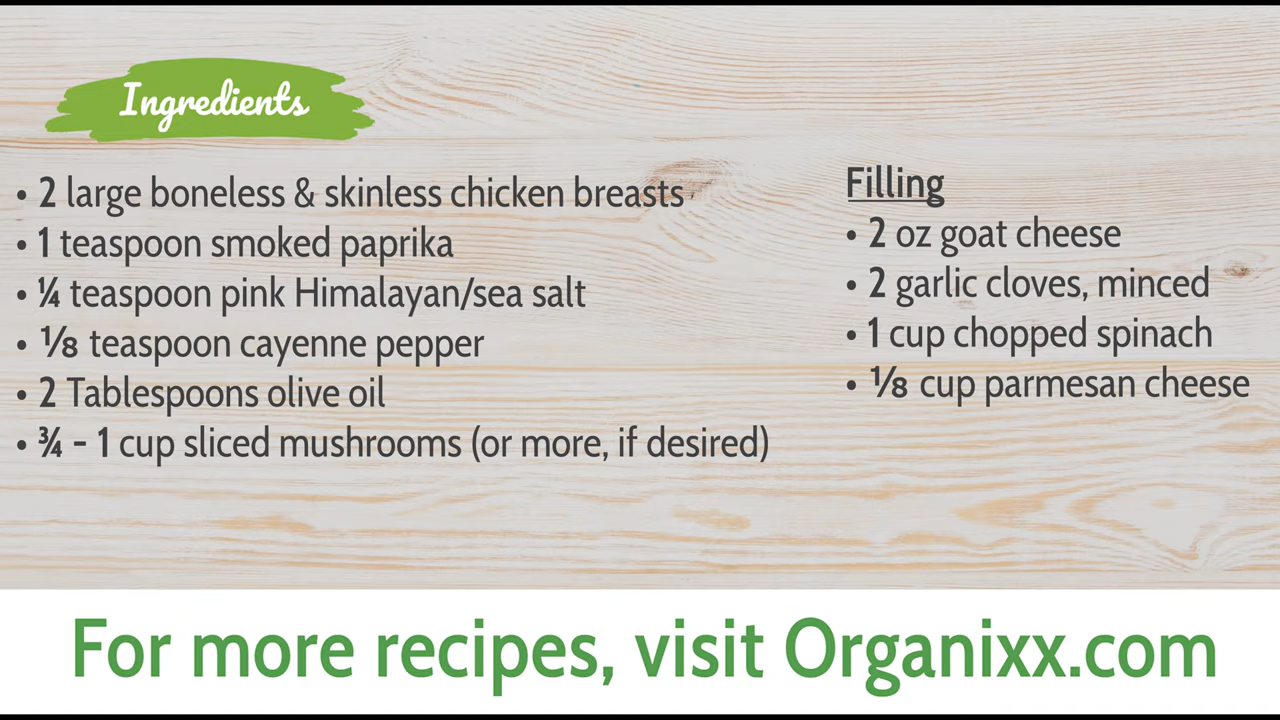 Ingredients
• 2 large boneless & skinless chicken breasts
• 1 teaspoon smoked paprika
• ¼ teaspoon pink Himalayan/sea salt
• ⅛ teaspoon cayenne pepper
• 2 Tablespoons olive oil
• ¾ - 1 cup sliced mushrooms (or more, if desired)
Filling
• 2 oz goat cheese
• 2 garlic cloves, minced
• 1 cup chopped spinach
• ⅛ cup parmesan cheese
For more recipes, visit Organixx.com